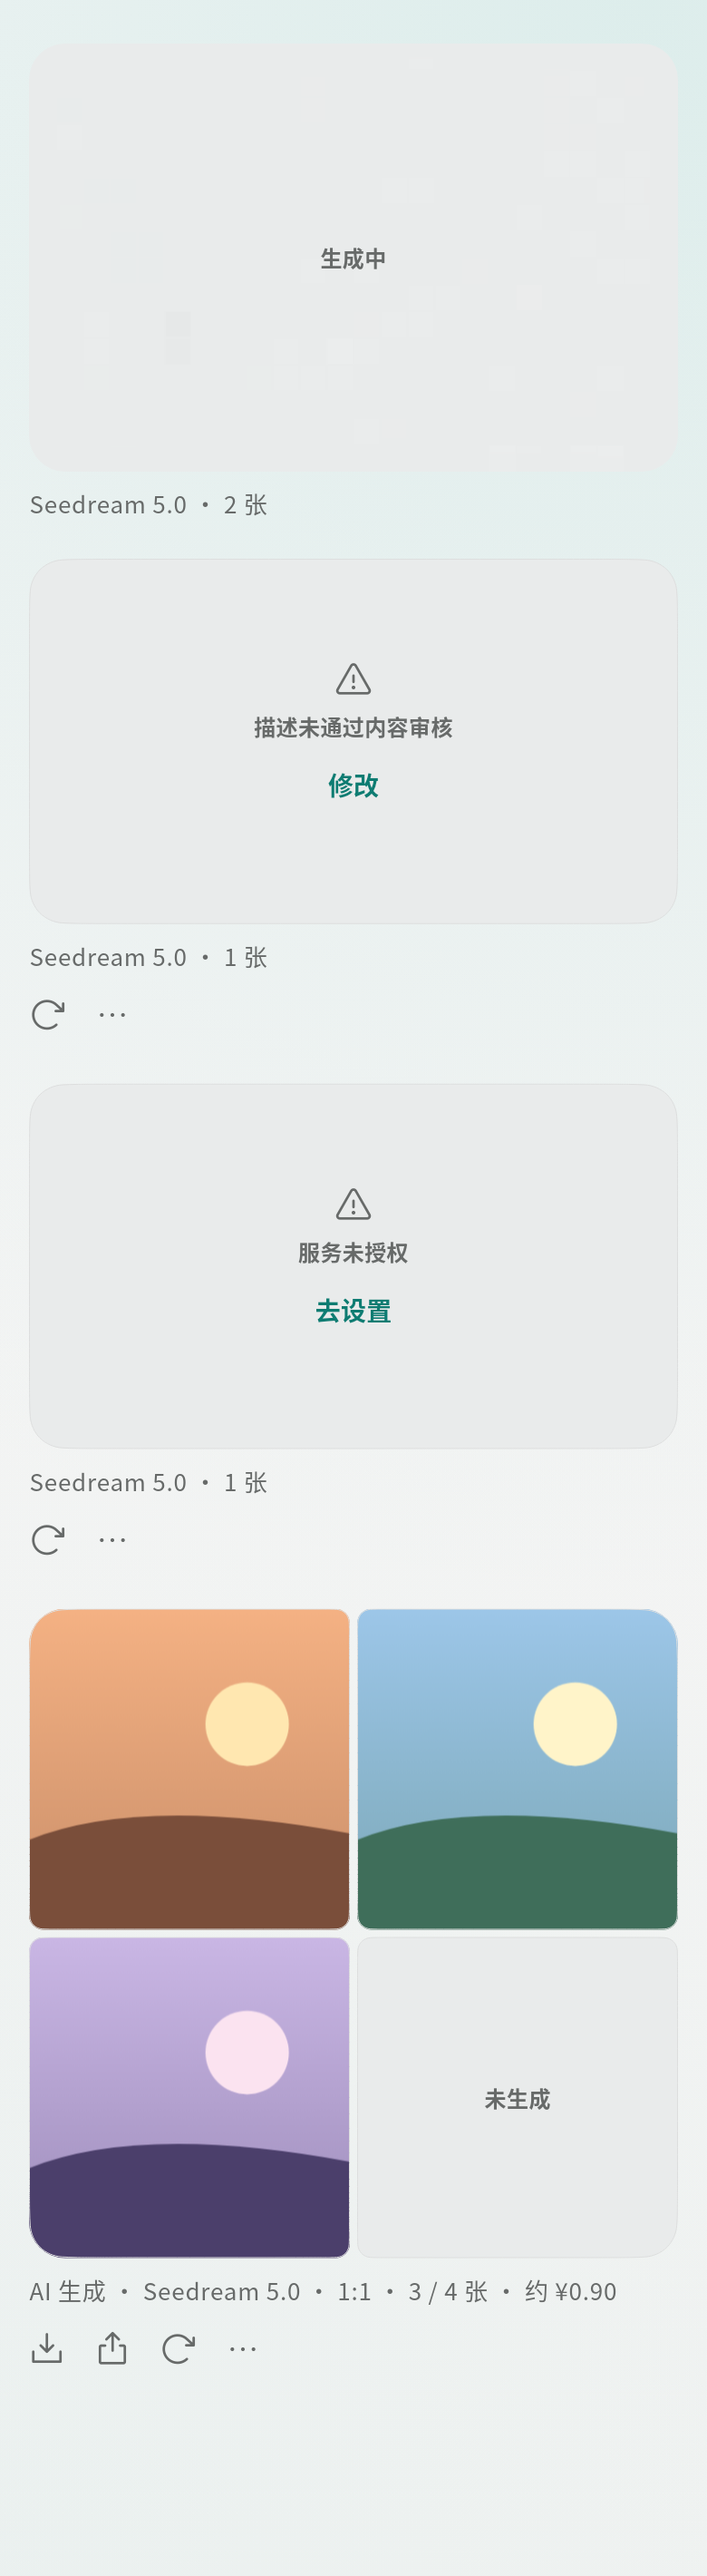 生成中
Seedream 5.0 · 2 张
描述未通过内容审核
修改
Seedream 5.0 · 1 张
服务未授权
去设置
Seedream 5.0 · 1 张
未生成
AI 生成 · Seedream 5.0 · 1:1 · 3 / 4 张 · 约 ¥0.90